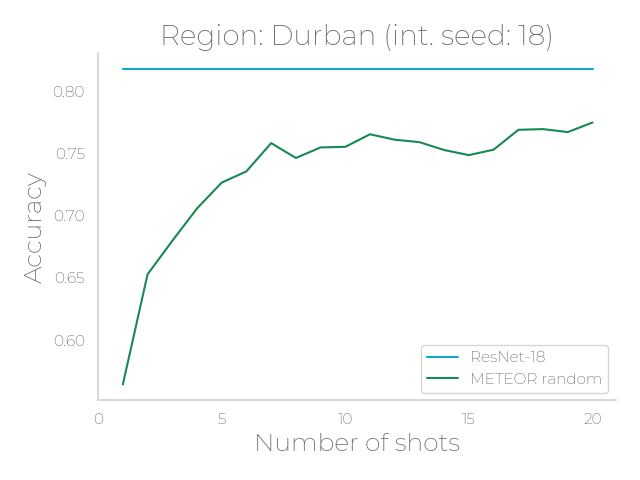 Region: Durban (int. seed: 18)
Accuracy
0.80
0.75
0.70
0.65
0.60
ResNet-18
METEOR random
0 5 10 15 20
Number of shots